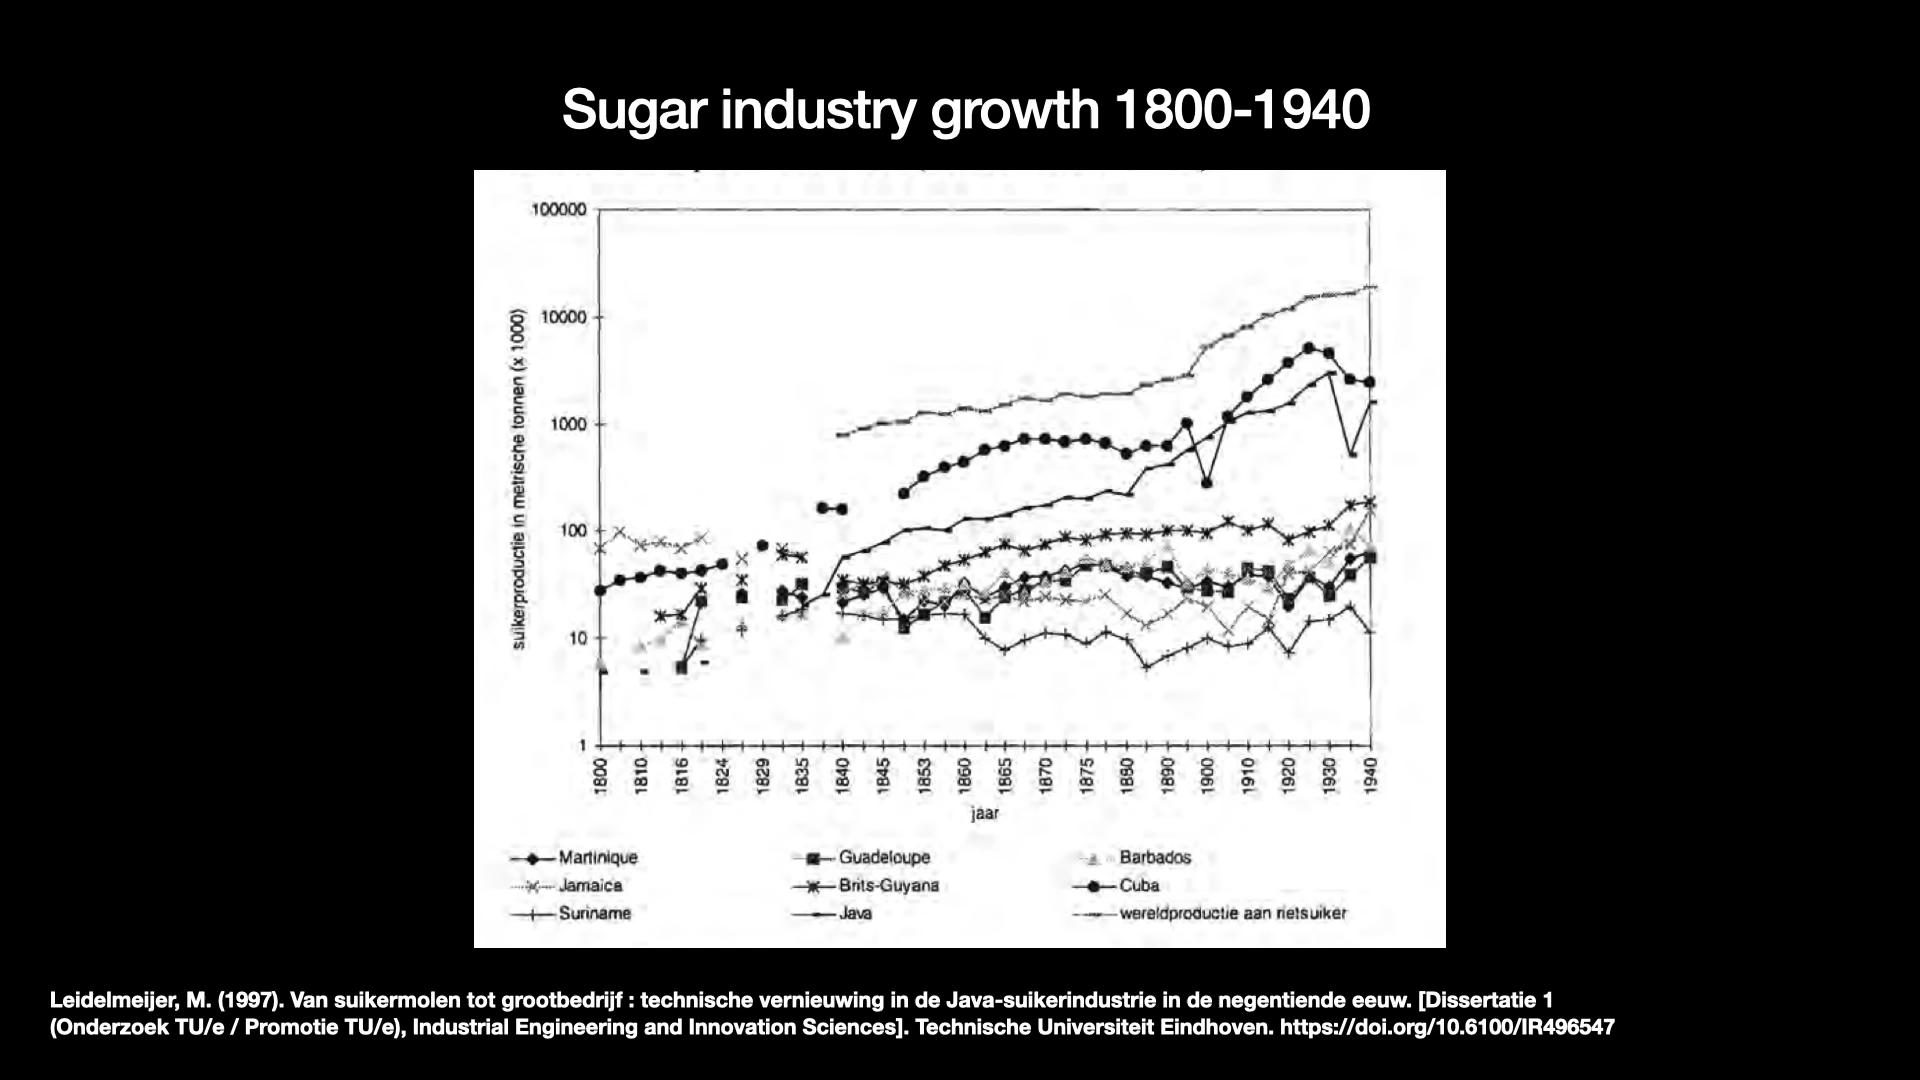 Sugar industry growth 1800-1940
100000
10000
1000
100
10
1
suikerproductie in metrische tonnen (x 1000)
1800 1810 1816 1824 1829 1835 1840 1845 1853 1860 1865 1870 1875 1880 1890 1900 1910 1920 1930 1940
jaar
Martinique Guadeloupe Barbados
Jamaica Brits-Guyana Cuba
Suriname Java wereldproductie aan rietsuiker
Leidelmeijer, M. (1997). Van suikermolen tot grootbedrijf : technische vernieuwing in de Java-suikerindustrie in de negentiende eeuw. [Dissertatie 1
(Onderzoek TU/e / Promotie TU/e), Industrial Engineering and Innovation Sciences]. Technische Universiteit Eindhoven. https://doi.org/10.6100/IR496547